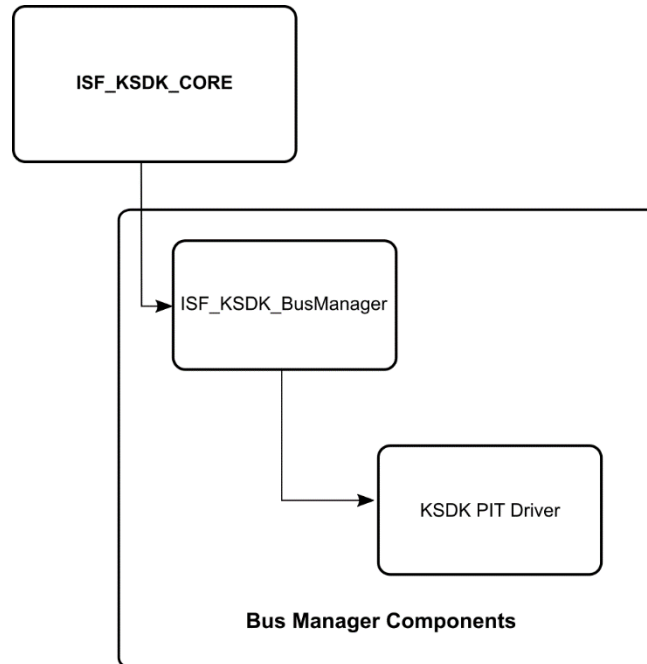 ISF_KSDK_CORE
ISF_KSDK_BusManager
KSDK PIT Driver
Bus Manager Components